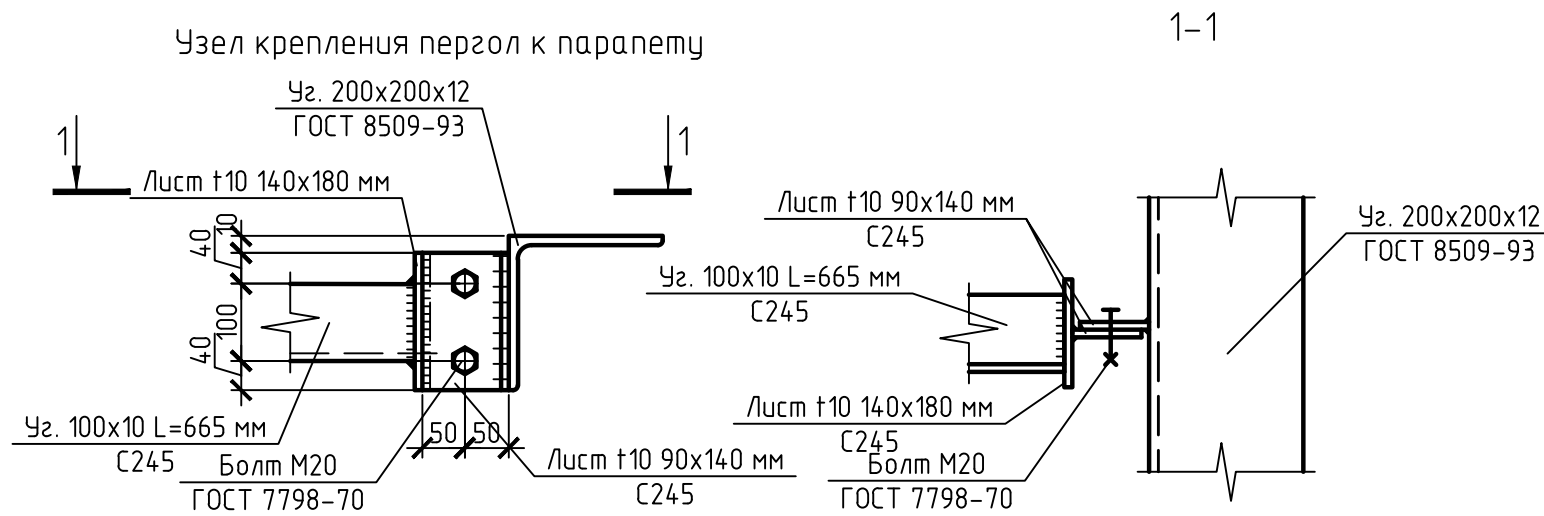 Узел крепления пергол к парапету
Уг. 200х200х12
ГОСТ 8509-93
1
1
Лист t10 140х180 мм
10
40
100
40
50
50
Уг. 100х10 L=665 мм
С245
Болт М20
ГОСТ 7798-70
Лист t10 90х140 мм
С245
1-1
Лист t10 90х140 мм
С245
Уг. 200х200х12
ГОСТ 8509-93
Уг. 100х10 L=665 мм
С245
Лист t10 140х180 мм
С245
Болт М20
ГОСТ 7798-70